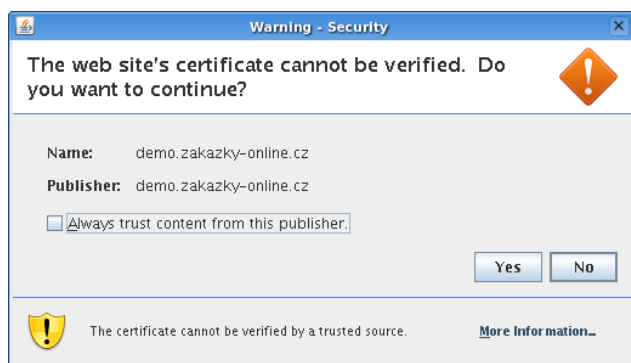 Warning - Security
The web site's certificate cannot be verified. Do
you want to continue?
Name: demo.zakazky-online.cz
Publisher: demo.zakazky-online.cz
Always trust content from this publisher.
Yes No
The certificate cannot be verified by a trusted source. More Information...